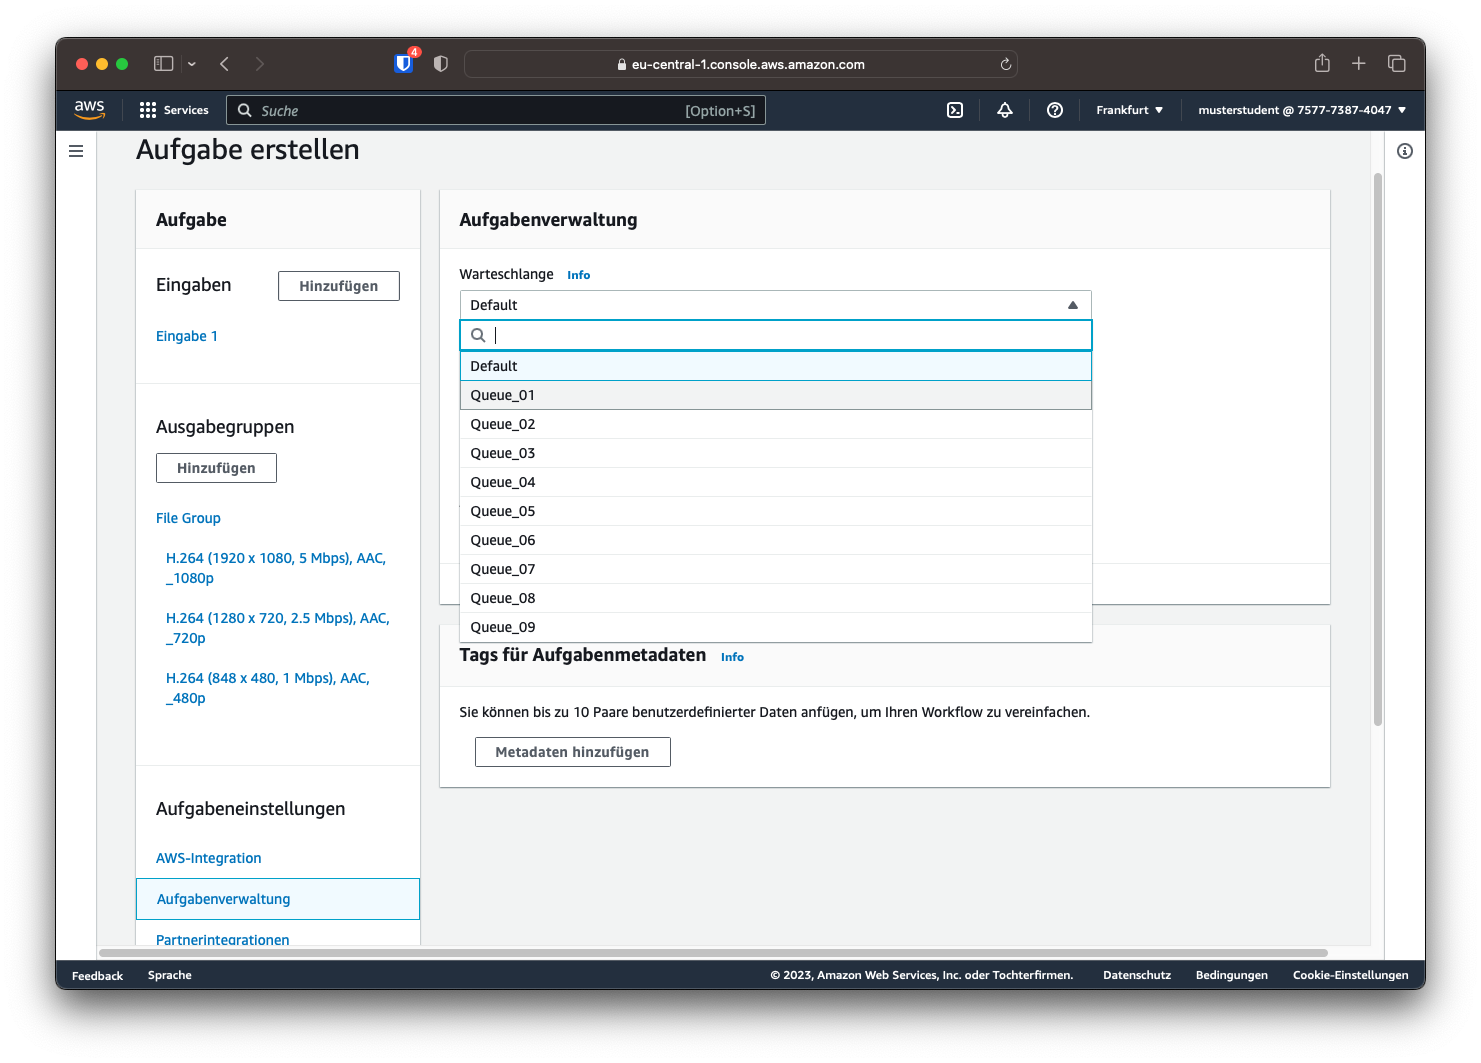 4
eu-central-1.console.aws.amazon.com
aws
Services
Suche
[Option+S]
Frankfurt
musterstudent @ 7577-7387-4047
Aufgabe erstellen
Aufgabe
Eingaben
Hinzufügen
Eingabe 1
Ausgabegruppen
Hinzufügen
File Group
H.264 (1920 x 1080, 5 Mbps), AAC,
_1080p
H.264 (1280 x 720, 2.5 Mbps), AAC,
_720p
H.264 (848 x 480, 1 Mbps), AAC,
_480p
Aufgabeneinstellungen
AWS-Integration
Aufgabenverwaltung
Partnerintegrationen
Aufgabenverwaltung
Warteschlange Info
Default
Default
Queue_01
Queue_02
Queue_03
Queue_04
Queue_05
Queue_06
Queue_07
Queue_08
Queue_09
Tags für Aufgabenmetadaten Info
Sie können bis zu 10 Paare benutzerdefinierter Daten anfügen, um Ihren Workflow zu vereinfachen.
Metadaten hinzufügen
Feedback
Sprache
© 2023, Amazon Web Services, Inc. oder Tochterfirmen.
Datenschutz
Bedingungen
Cookie-Einstellungen